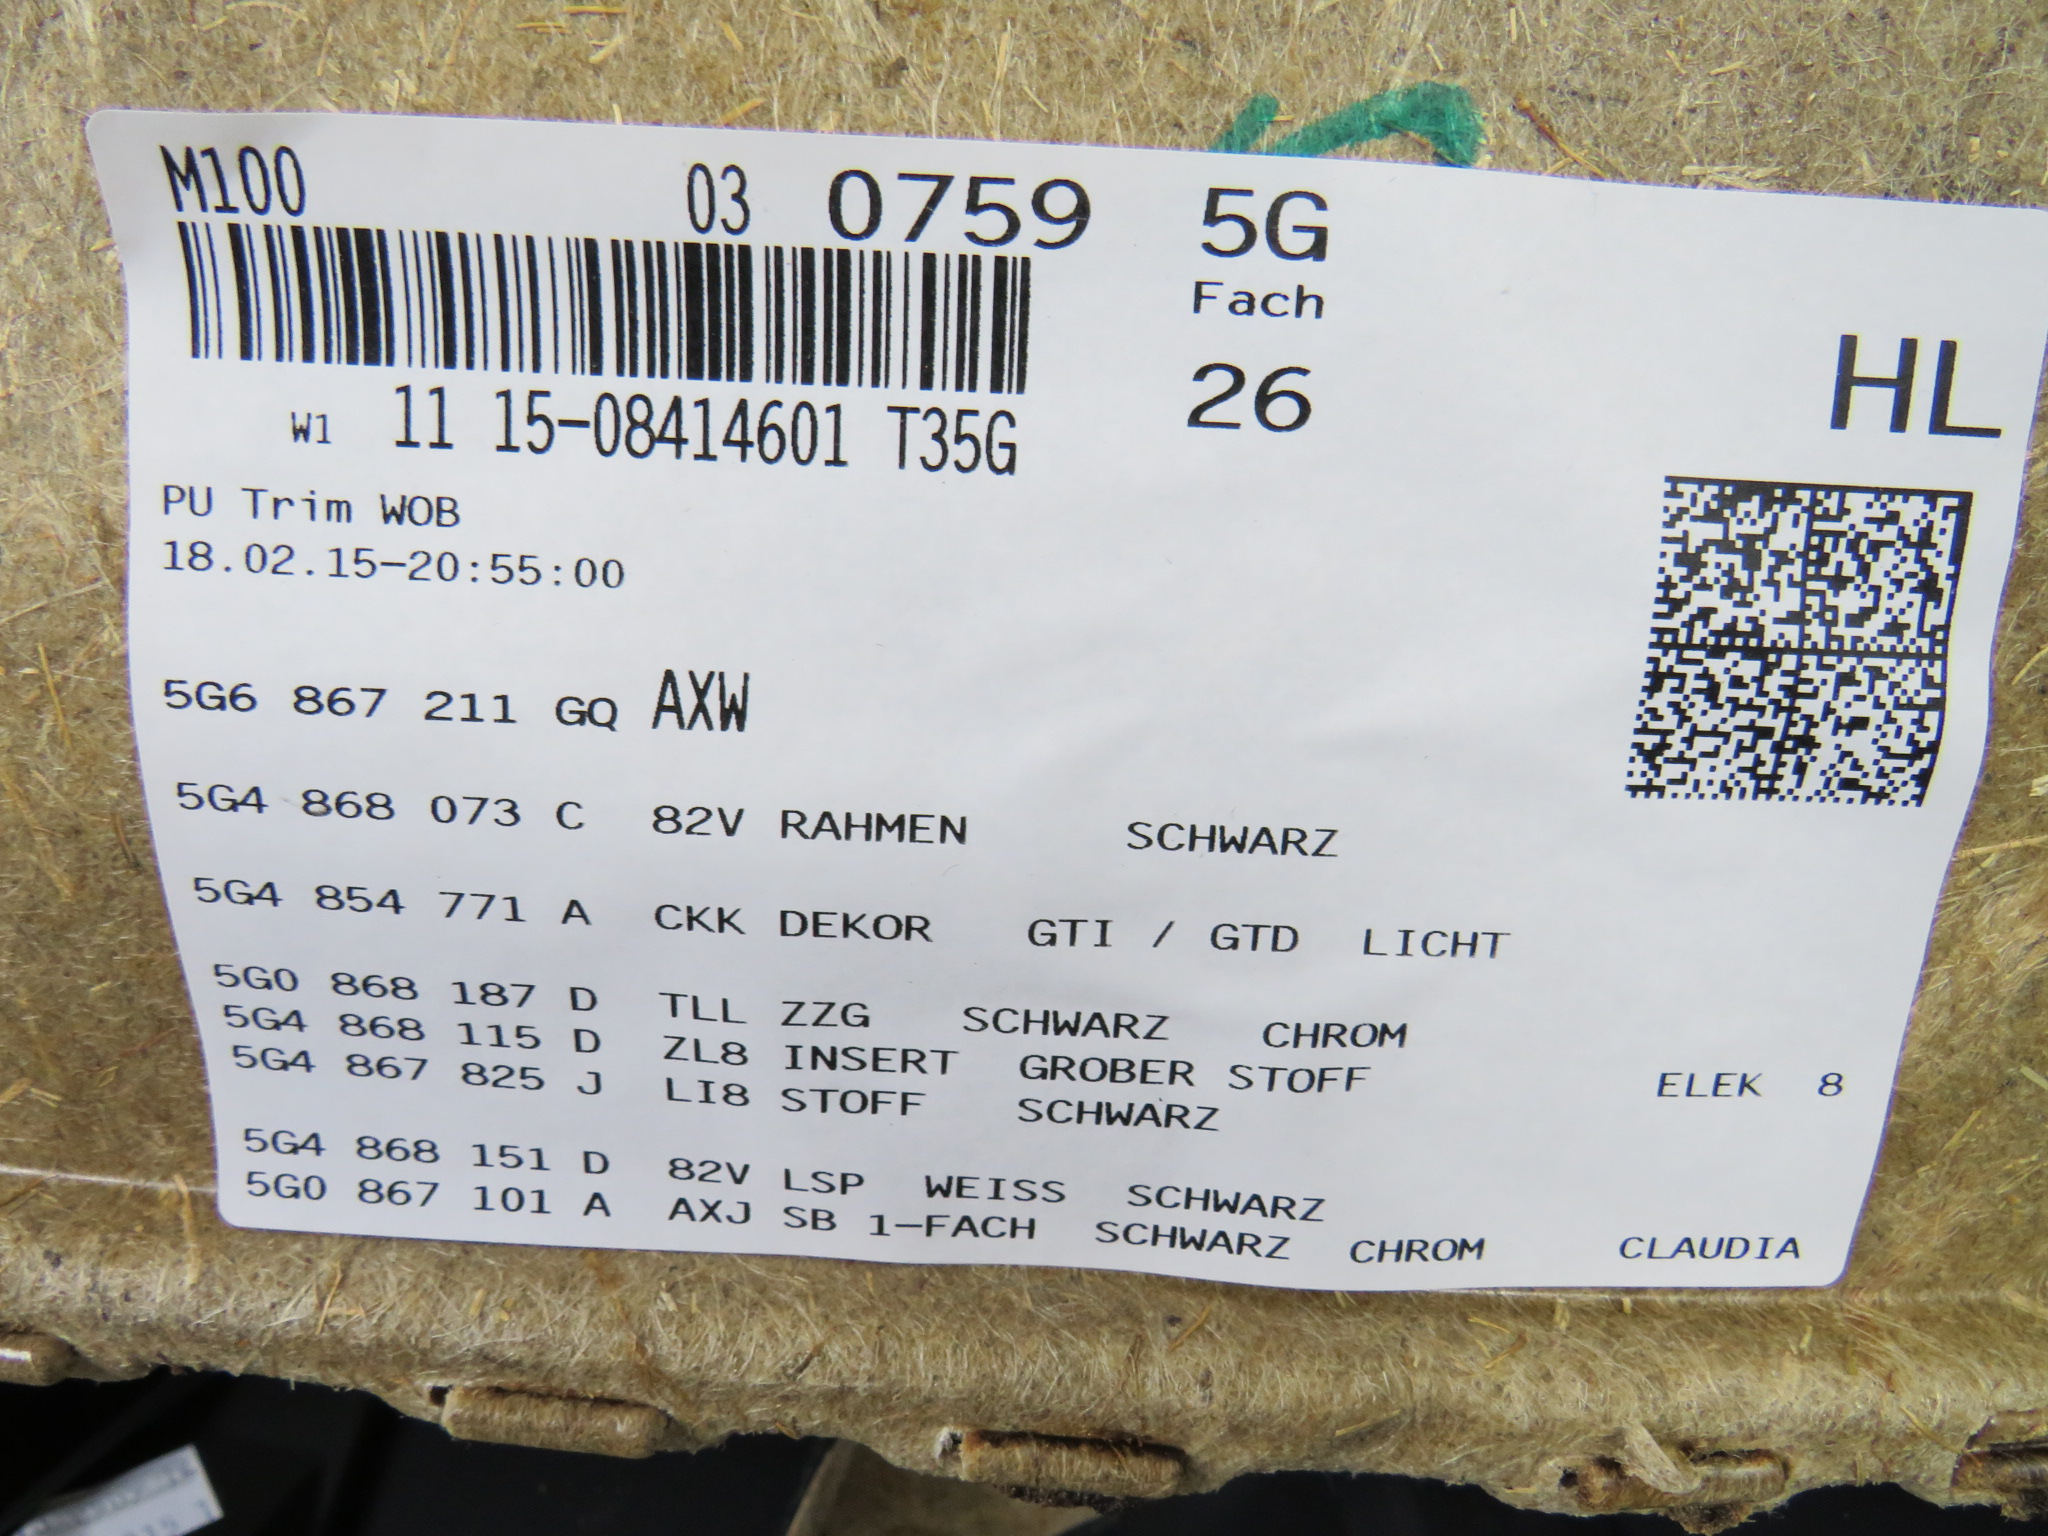 M100 03 0759 5G
Fach
HL
26
W1 11 15-08414601 T35G
PU Trim WOB
18.02.15-20:55:00
5G6 867 211 GQ AXW
5G4 868 073 C 82V RAHMEN SCHWARZ
5G4 854 771 A CKK DEKOR GTI / GTD LICHT
5G0 868 187 D TLL ZZG SCHWARZ CHROM
5G4 868 115 D ZL8 INSERT GROBER STOFF ELEK 8
5G4 867 825 J LI8 STOFF SCHWARZ
5G4 868 151 D 82V LSP WEISS SCHWARZ
5G0 867 101 A AXJ SB 1-FACH SCHWARZ CHROM CLAUDIA